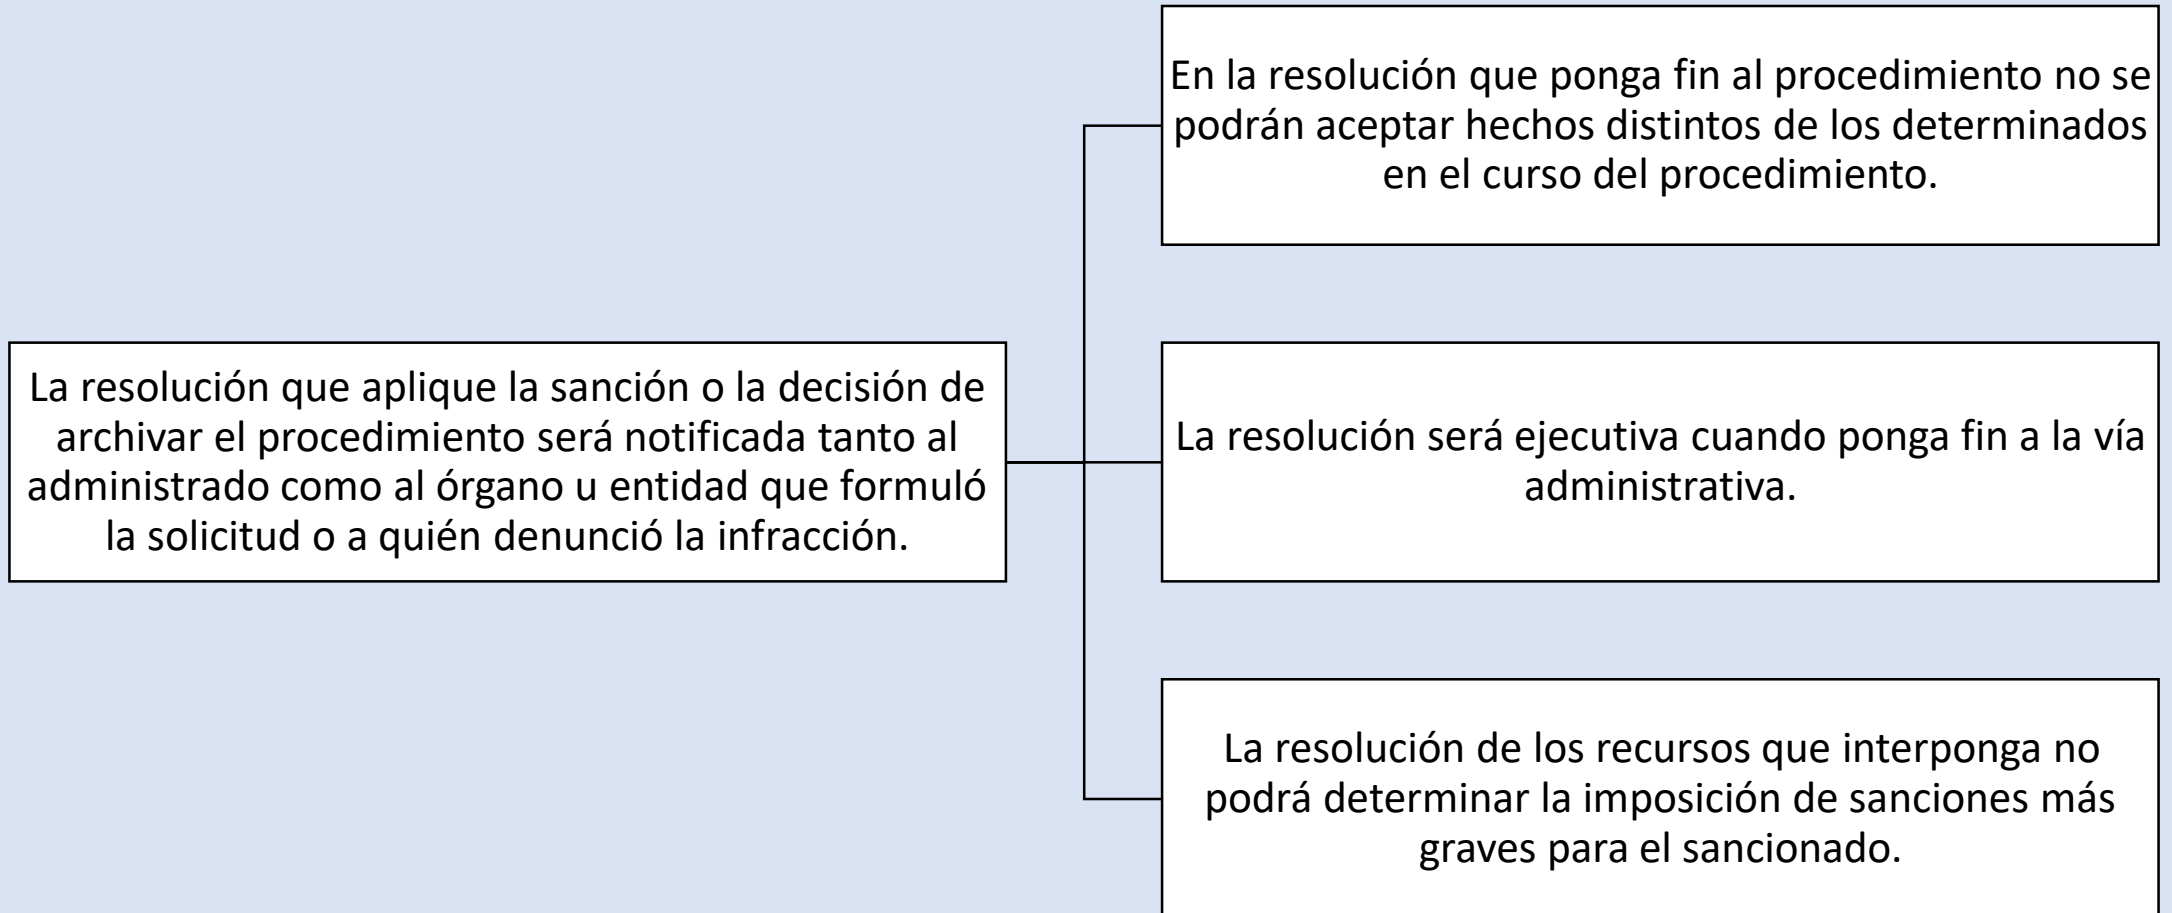 La resolución que aplique la sanción o la decisión de
archivar el procedimiento será notificada tanto al
administrado como al órgano u entidad que formuló
la solicitud o a quién denunció la infracción.
En la resolución que ponga fin al procedimiento no se
podrán aceptar hechos distintos de los determinados
en el curso del procedimiento.
La resolución será ejecutiva cuando ponga fin a la vía
administrativa.
La resolución de los recursos que interponga no
podrá determinar la imposición de sanciones más
graves para el sancionado.